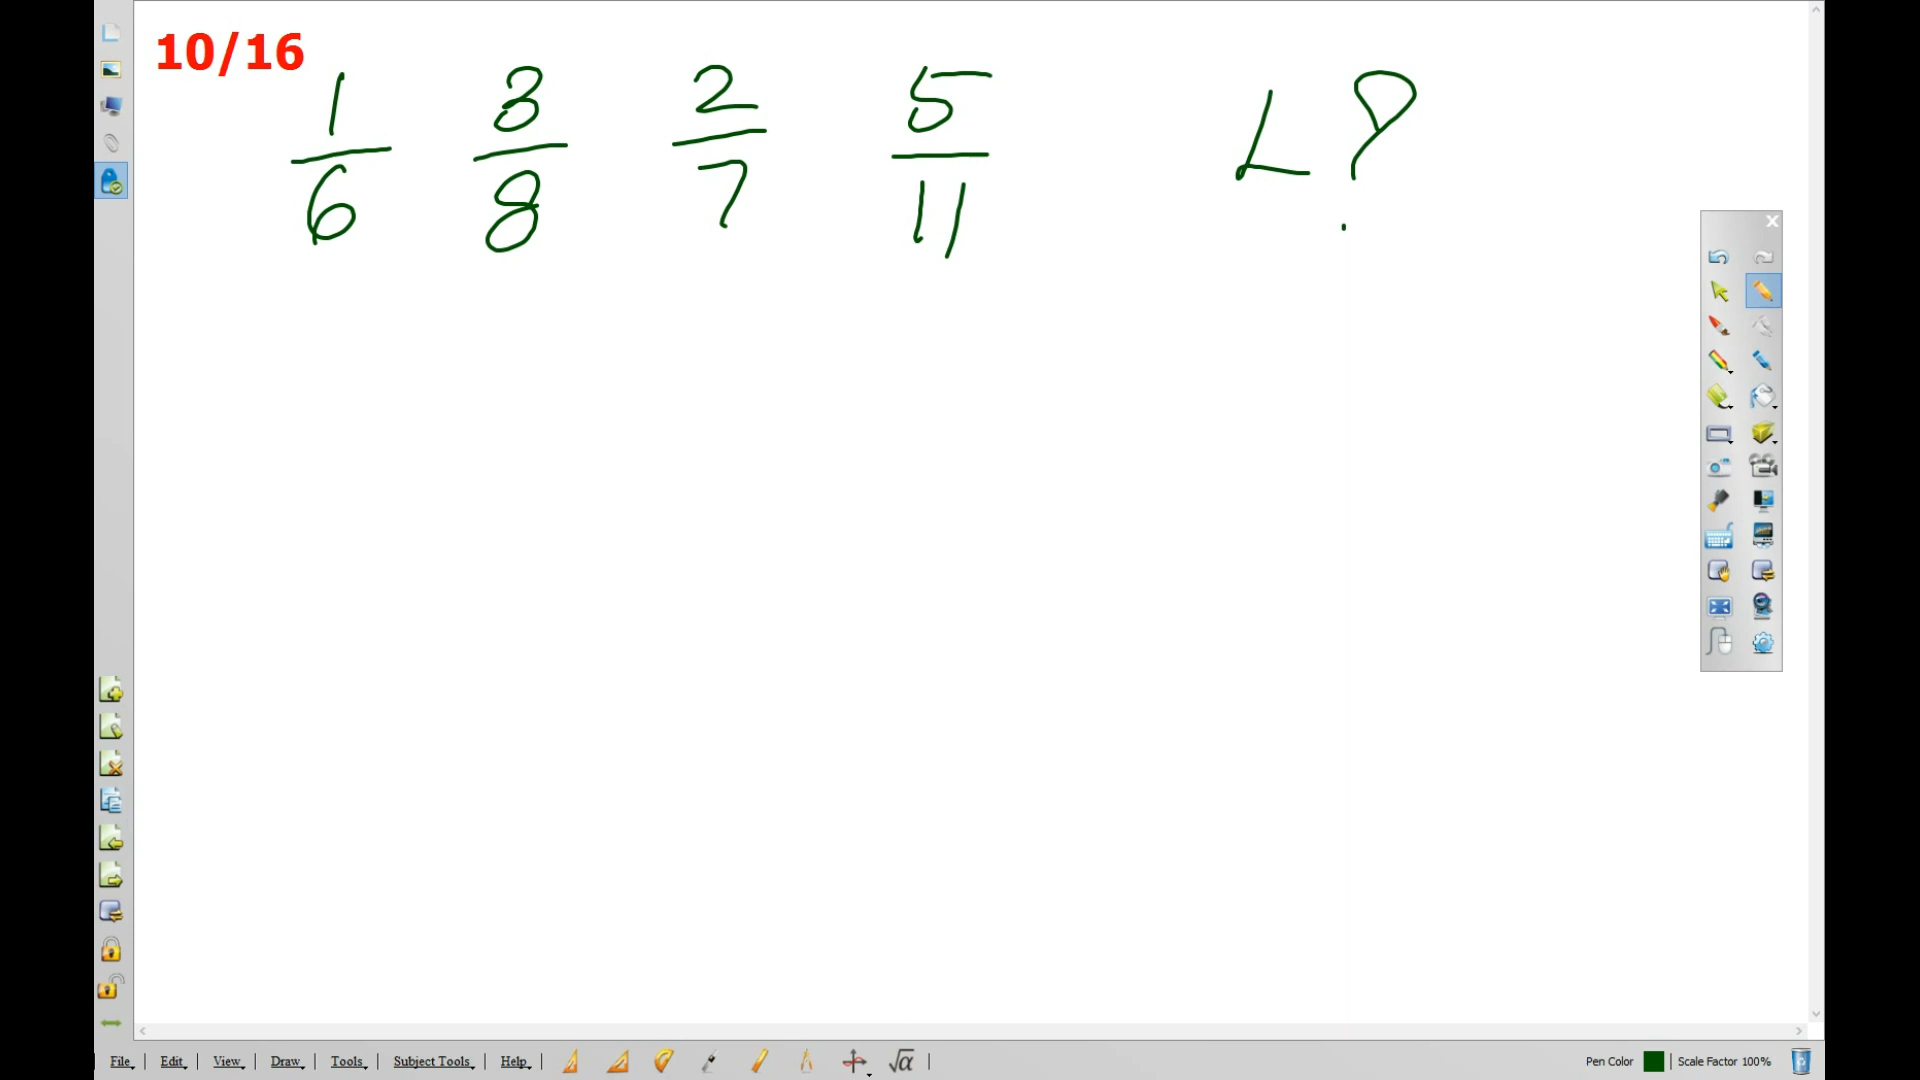 10/16
1/6 3/8 2/7 5/11 L?
File Edit View Draw Tools Subject Tools Help √α Pen Color Scale Factor 100%